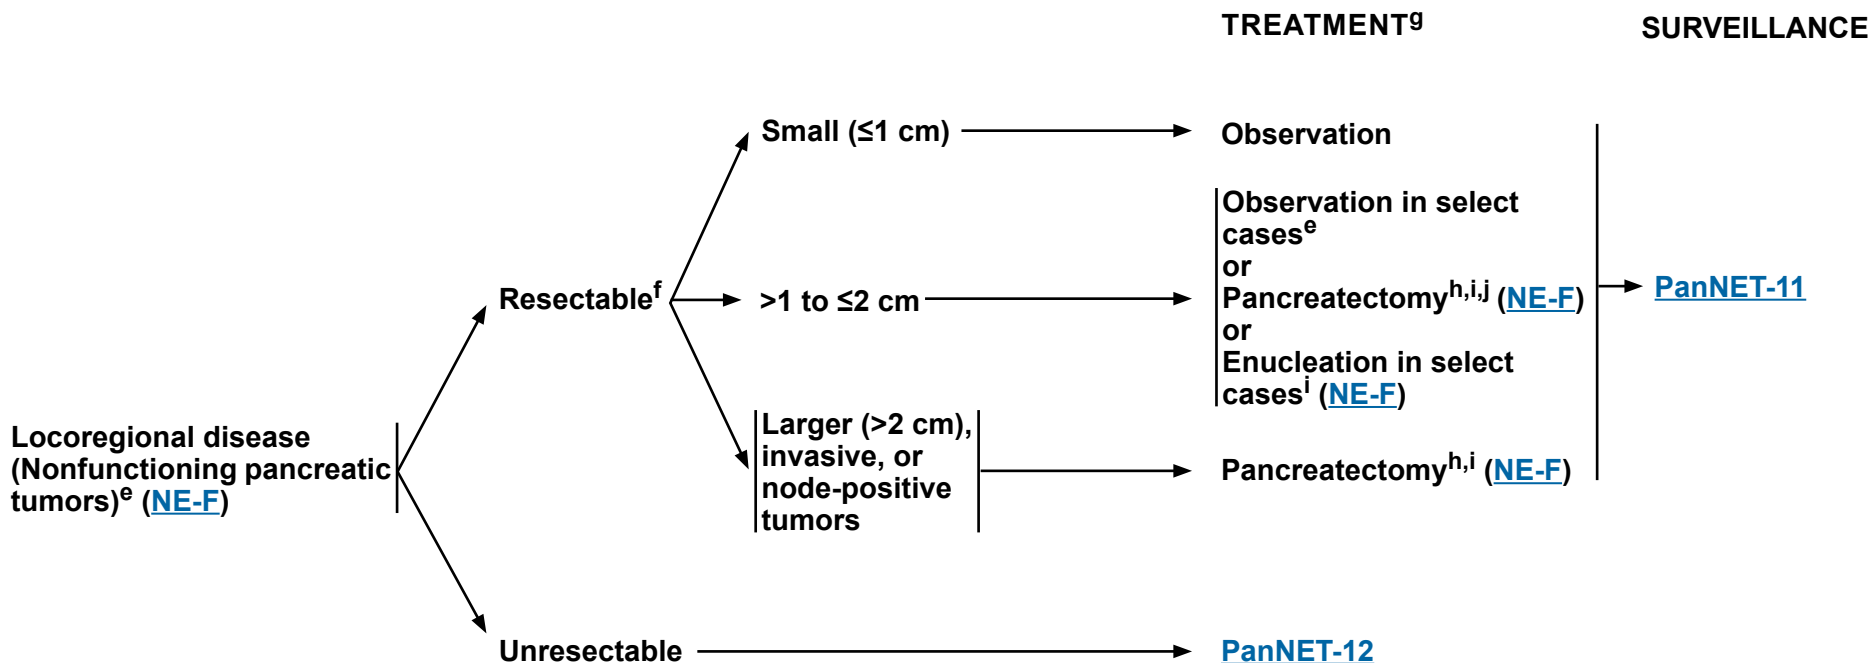 TREATMENTg
SURVEILLANCE
Small (≤1 cm)
Observation
Observation in select
casese
or
Pancreatectomyh,i,j (NE-F)
or
Enucleation in select
casesi (NE-F)
Resectablef
>1 to ≤2 cm
PanNET-11
Locoregional disease
(Nonfunctioning pancreatic
tumors)e (NE-F)
Larger (>2 cm),
invasive, or
node-positive
tumors
Pancreatectomyh,i (NE-F)
Unresectable
PanNET-12